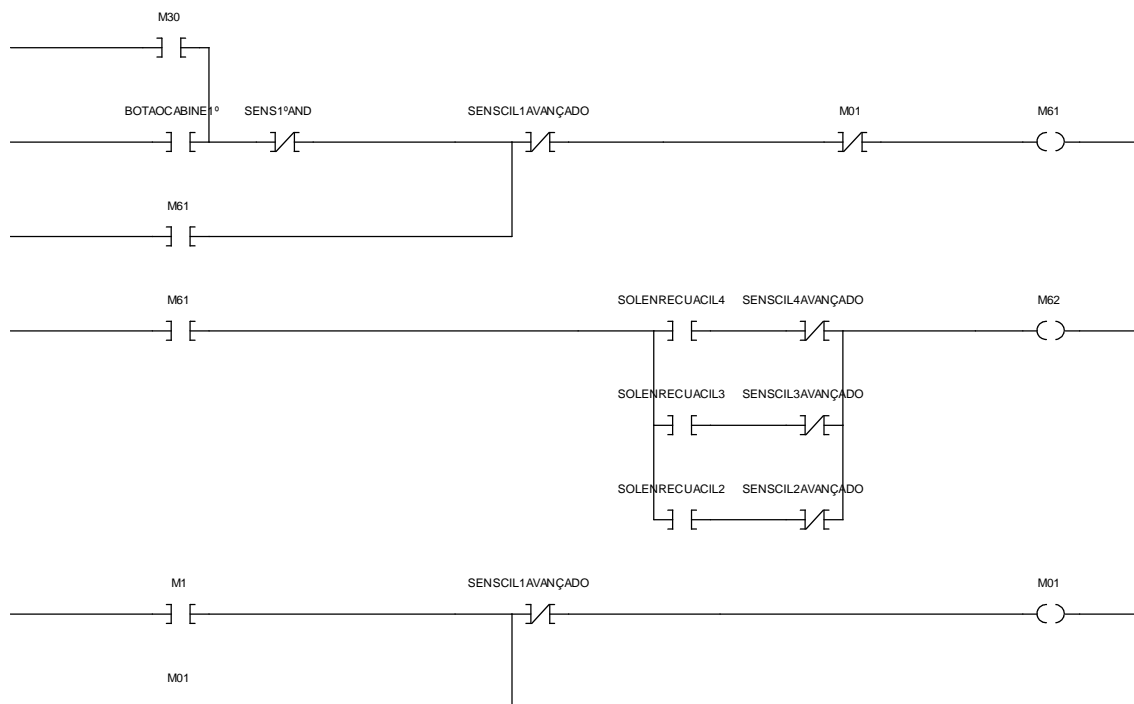 M30
BOTAOCABINE1º SENS1ºAND SENSCIL1AVANÇADO M01 M61
M61
M61 SOLENRECUACIL4 SENSCIL4AVANÇADO M62
SOLENRECUACIL3 SENSCIL3AVANÇADO
SOLENRECUACIL2 SENSCIL2AVANÇADO
M1 SENSCIL1AVANÇADO M01
M01